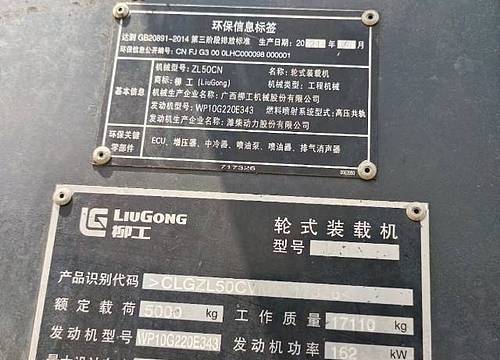 环保信息标签
达到 GB20891-2014 第三阶段排放标准 生产日期: 20
环保信息公开编号: CN FJ G3 00 0LHC000098 000001
基本信息
机械型号: ZL50CN 名称: 轮式装载机
商标: 柳工 (LiuGong) 机械类型: 工程机械
机械生产企业名称: 广西柳工机械股份有限公司
发动机型号: WP10G220E343 燃料喷射系统型式: 高压共轨
发动机生产企业名称: 潍柴动力股份有限公司
环保关键零部件
ECU、增压器、中冷器、喷油泵、喷油器、排气消声器
717326
LIUGONG
柳工
轮式装载机
型号
产品识别代码 >CLGZL50CV
额定载荷 5000 kg 工作质量 17110 kg
发动机型号 WP10G220E343 发动机功率 162 kW